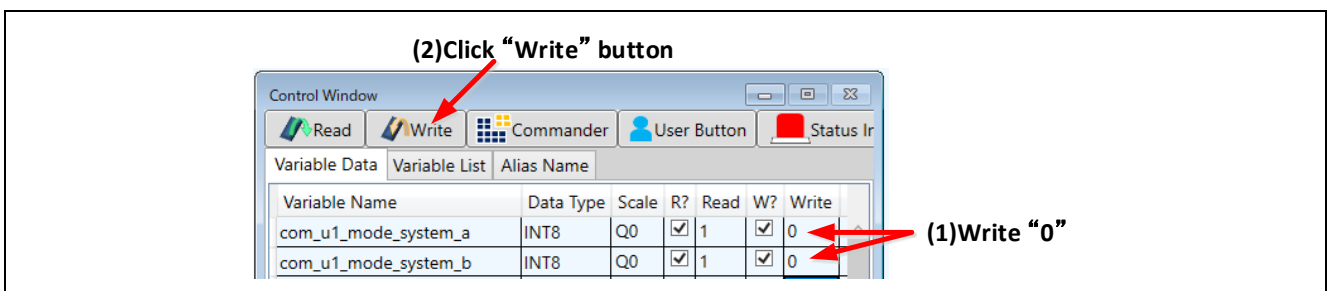 (2)Click “Write” button
Control Window
Read Write Commander User Button Status Ir
Variable Data Variable List Alias Name
Variable Name Data Type Scale R? Read W? Write
com_u1_mode_system_a INT8 Q0 1 0
(1)Write “0”
com_u1_mode_system_b INT8 Q0 1 0